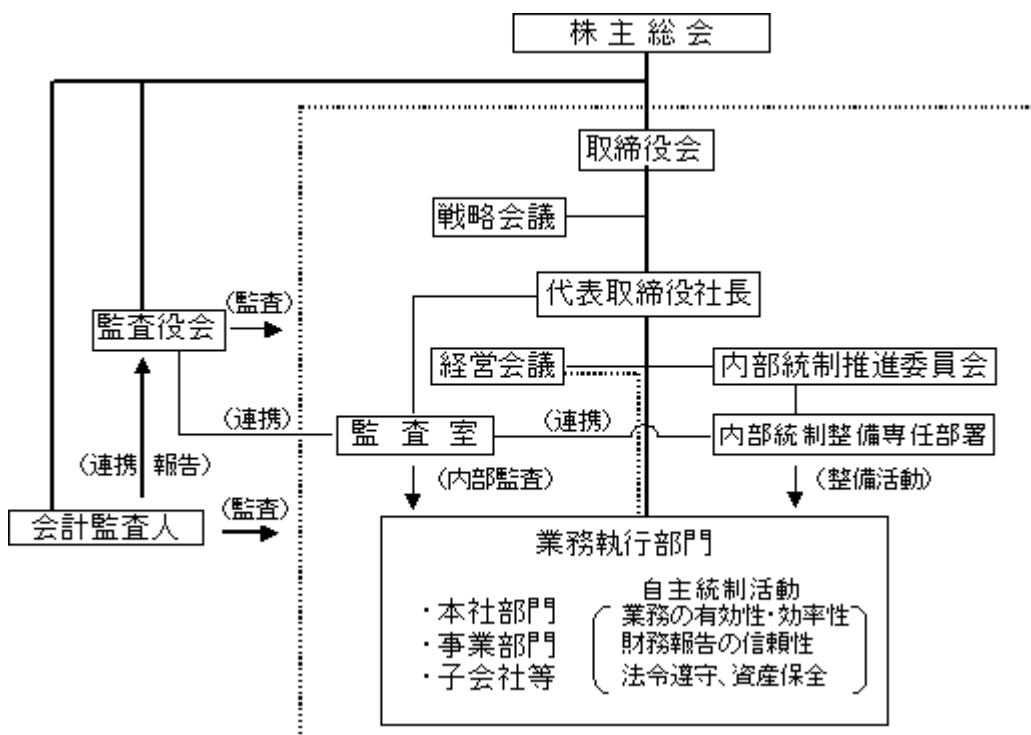 株主総会
取締役会
戦略会議
代表取締役社長
(監査)
監査役会
経営会議
内部統制推進委員会
(連携)
監査室
(連携)
内部統制整備専任部署
(連携 報告)
(内部監査)
(整備活動)
会計監査人
(監査)
業務執行部門
自主統制活動
・本社部門
業務の有効性・効率性
・事業部門
財務報告の信頼性
・子会社等
法令遵守、資産保全